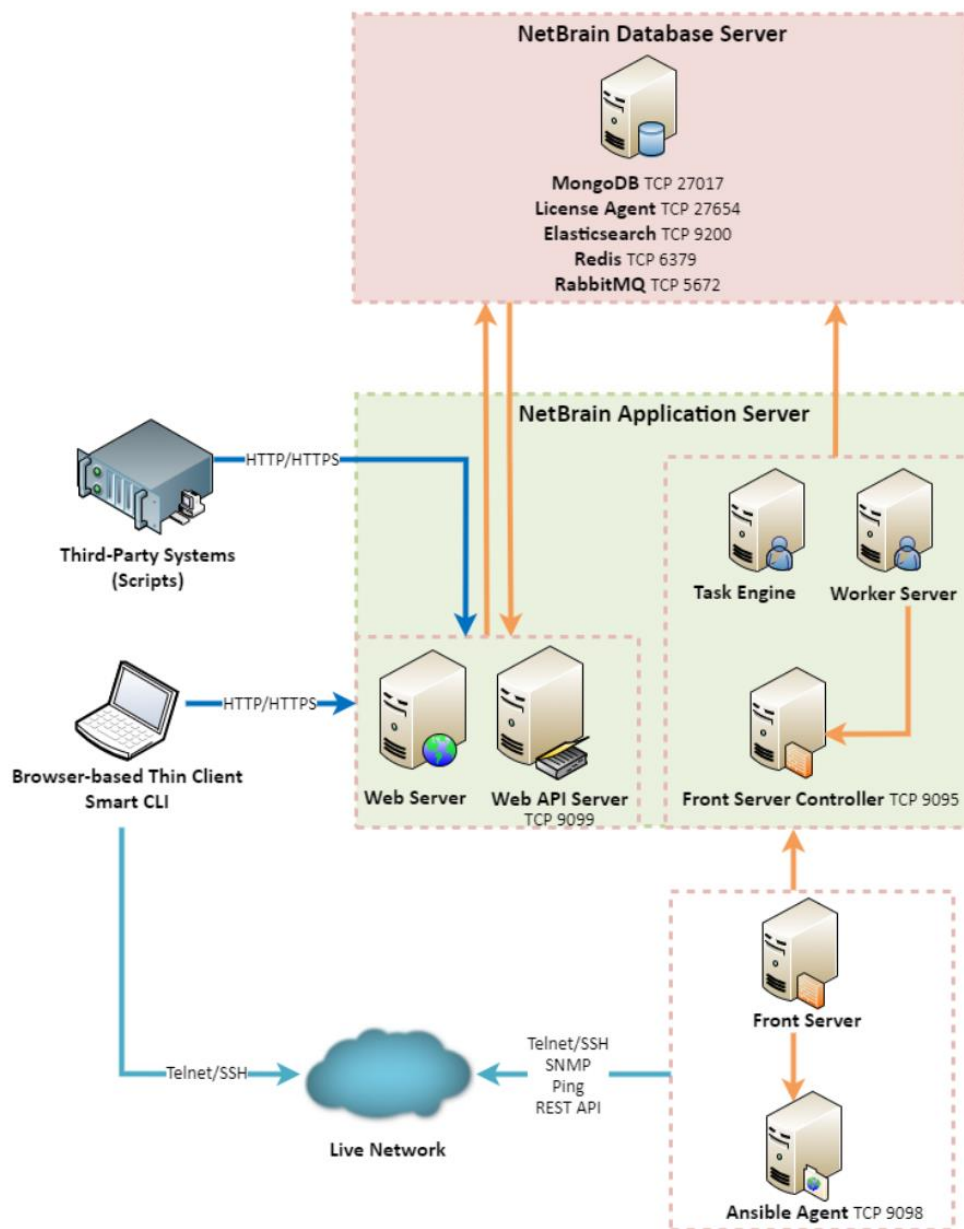 NetBrain Database Server
MongoDB TCP 27017
License Agent TCP 27654
Elasticsearch TCP 9200
Redis TCP 6379
RabbitMQ TCP 5672
NetBrain Application Server
HTTP/HTTPS
Third-Party Systems
(Scripts)
Task Engine
Worker Server
HTTP/HTTPS
Browser-based Thin Client
Smart CLI
Web Server
Web API Server
TCP 9099
Front Server Controller TCP 9095
Front Server
Telnet/SSH
Telnet/SSH
SNMP
Ping
REST API
Live Network
Ansible Agent TCP 9098